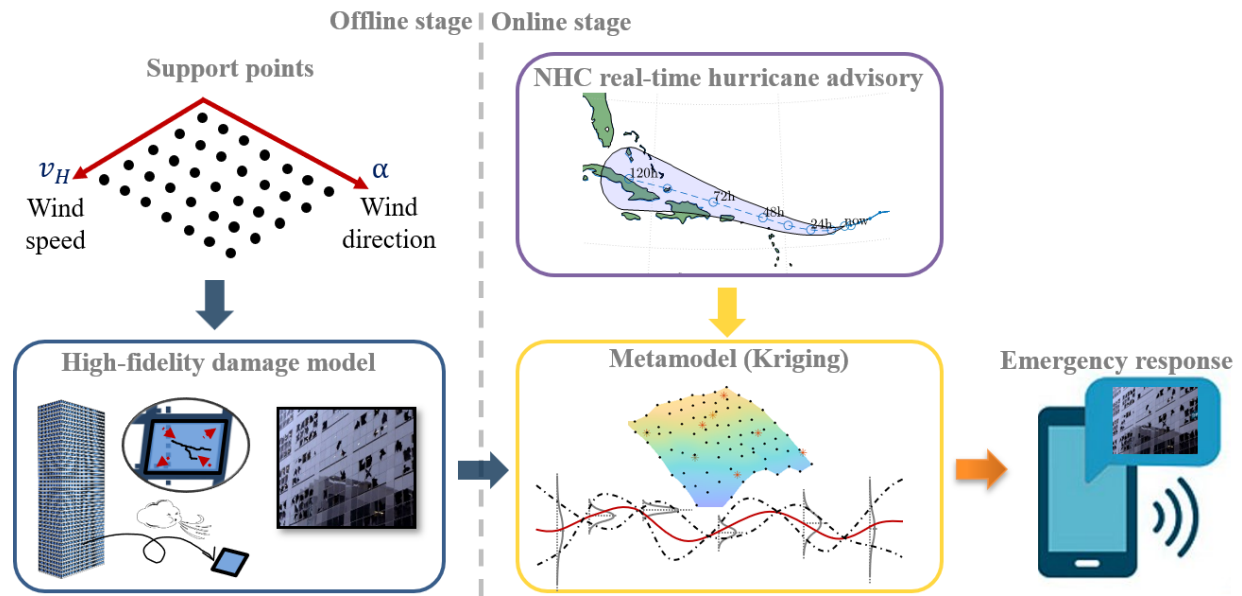 Offline stage
Online stage
Support points
v_H
α
Wind
speed
Wind
direction
NHC real-time hurricane advisory
120h
72h
48h
24h
now
High-fidelity damage model
Metamodel (Kriging)
Emergency response